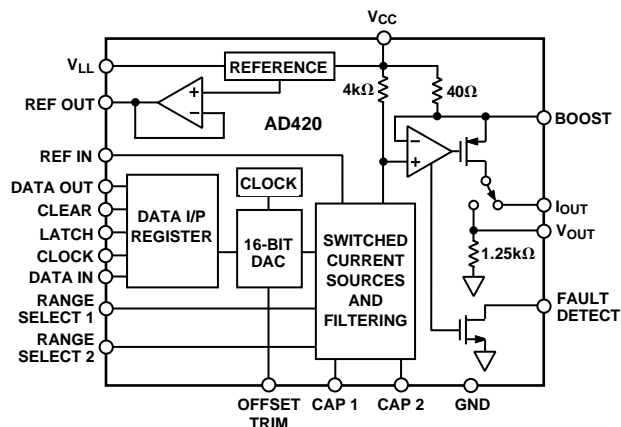 VCC
VLL
REFERENCE
REF OUT
4kΩ
40Ω
AD420
BOOST
REF IN
DATA OUT
CLEAR
LATCH
CLOCK
DATA IN
DATA I/P
REGISTER
CLOCK
16-BIT
DAC
SWITCHED
CURRENT
SOURCES
AND
FILTERING
IOUT
VOUT
1.25kΩ
RANGE
SELECT 1
RANGE
SELECT 2
FAULT
DETECT
OFFSET
TRIM
CAP 1
CAP 2
GND
+
−
−
+